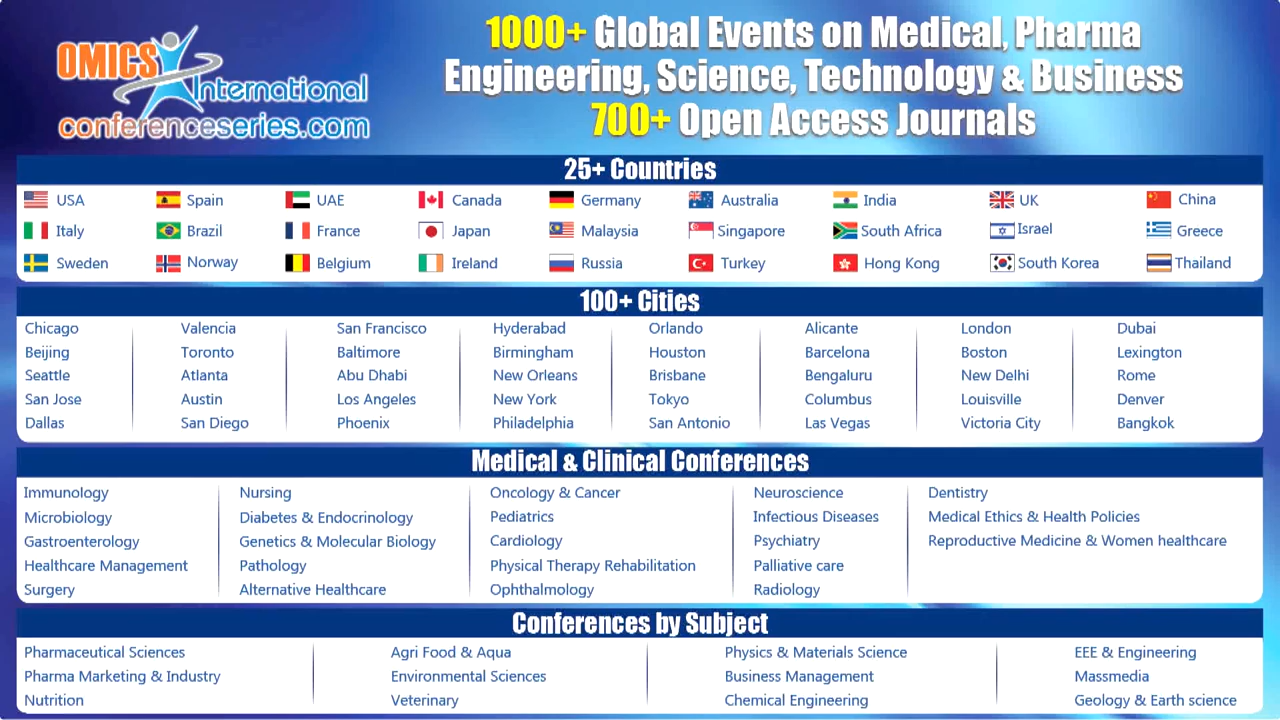 OMICS
International
conferenceseries.com
1000+ Global Events on Medical, Pharma
Engineering, Science, Technology & Business
700+ Open Access Journals
25+ Countries
USA Spain UAE Canada Germany Australia India UK China
Italy Brazil France Japan Malaysia Singapore South Africa Israel Greece
Sweden Norway Belgium Ireland Russia Turkey Hong Kong South Korea Thailand
100+ Cities
Chicago Valencia San Francisco Hyderabad Orlando Alicante London Dubai
Beijing Toronto Baltimore Birmingham Houston Barcelona Boston Lexington
Seattle Atlanta Abu Dhabi New Orleans Brisbane Bengaluru New Delhi Rome
San Jose Austin Los Angeles New York Tokyo Columbus Louisville Denver
Dallas San Diego Phoenix Philadelphia San Antonio Las Vegas Victoria City Bangkok
Medical & Clinical Conferences
Immunology Nursing Oncology & Cancer Neuroscience Dentistry
Microbiology Diabetes & Endocrinology Pediatrics Infectious Diseases Medical Ethics & Health Policies
Gastroenterology Genetics & Molecular Biology Cardiology Psychiatry Reproductive Medicine & Women healthcare
Healthcare Management Pathology Physical Therapy Rehabilitation Palliative care
Surgery Alternative Healthcare Ophthalmology Radiology
Conferences by Subject
Pharmaceutical Sciences Agri Food & Aqua Physics & Materials Science EEE & Engineering
Pharma Marketing & Industry Environmental Sciences Business Management Massmedia
Nutrition Veterinary Chemical Engineering Geology & Earth science